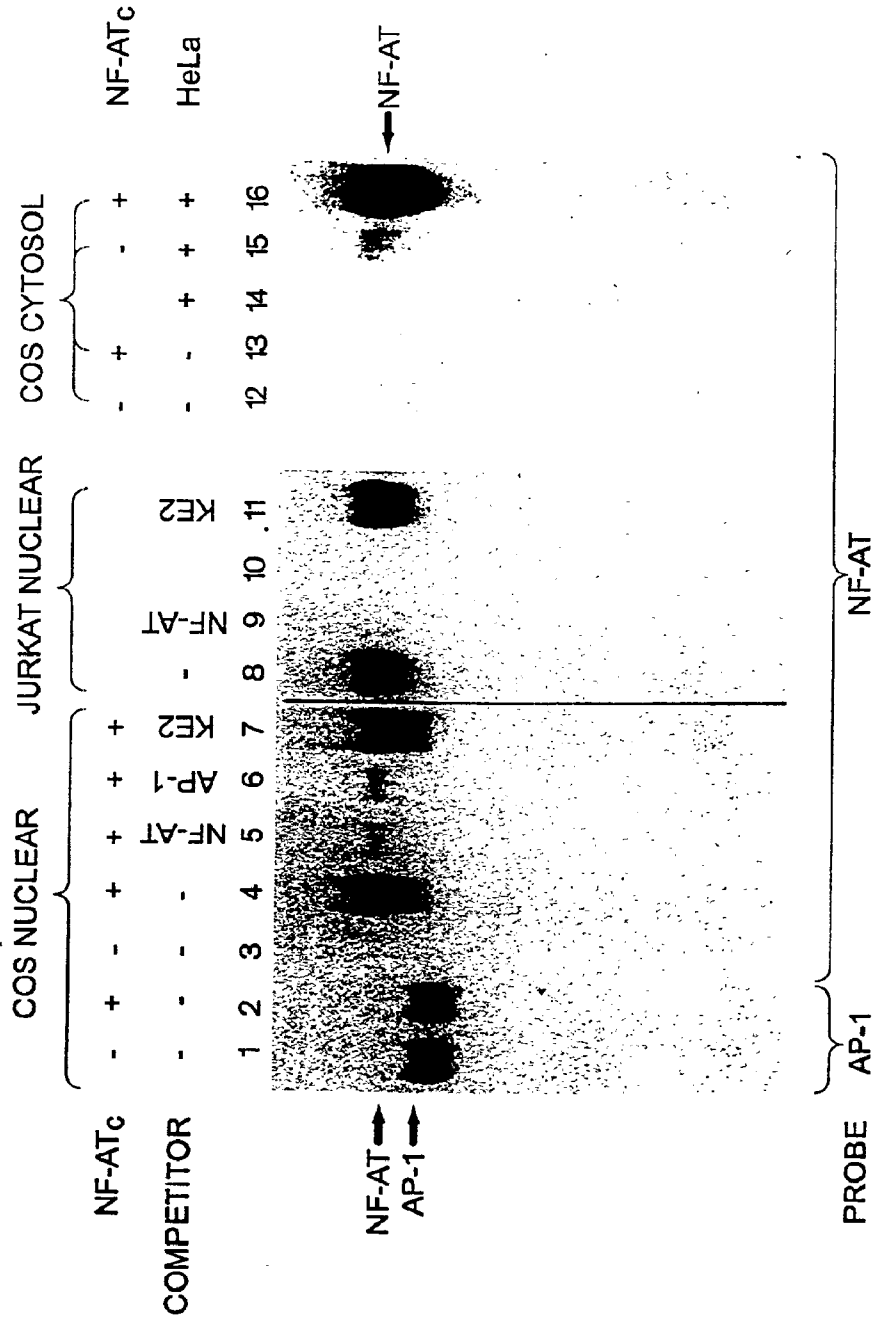 COS NUCLEAR JURKAT NUCLEAR COS CYTOSOL
NF-ATc - + - + + + + - + - + NF-ATc
COMPETITOR - - - - NF-AT AP-1 KE2 - NF-AT KE2 - - + + + HeLa
1 2 3 4 5 6 7 8 9 10 11 12 13 14 15 16
NF-AT NF-AT
AP-1
PROBE AP-1 NF-AT